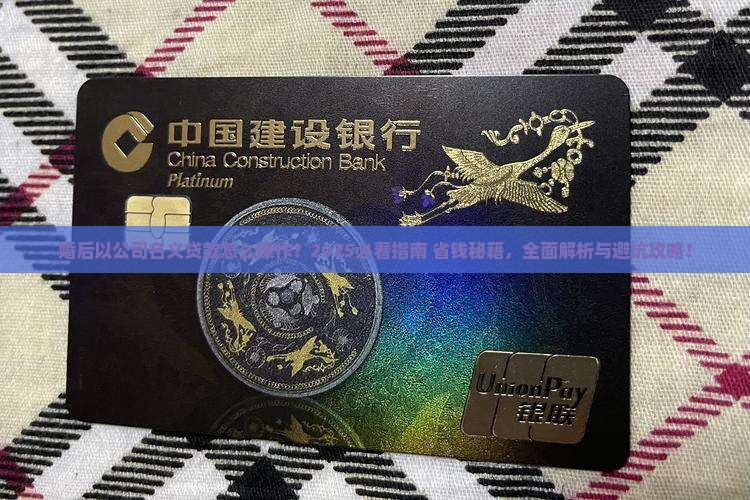 中国建设银行
China Construction Bank
Platinum
婚后以公司名义贷款怎么操作？2025必看指南 省钱秘籍，全面解析与避坑攻略！
UnionPay
银联